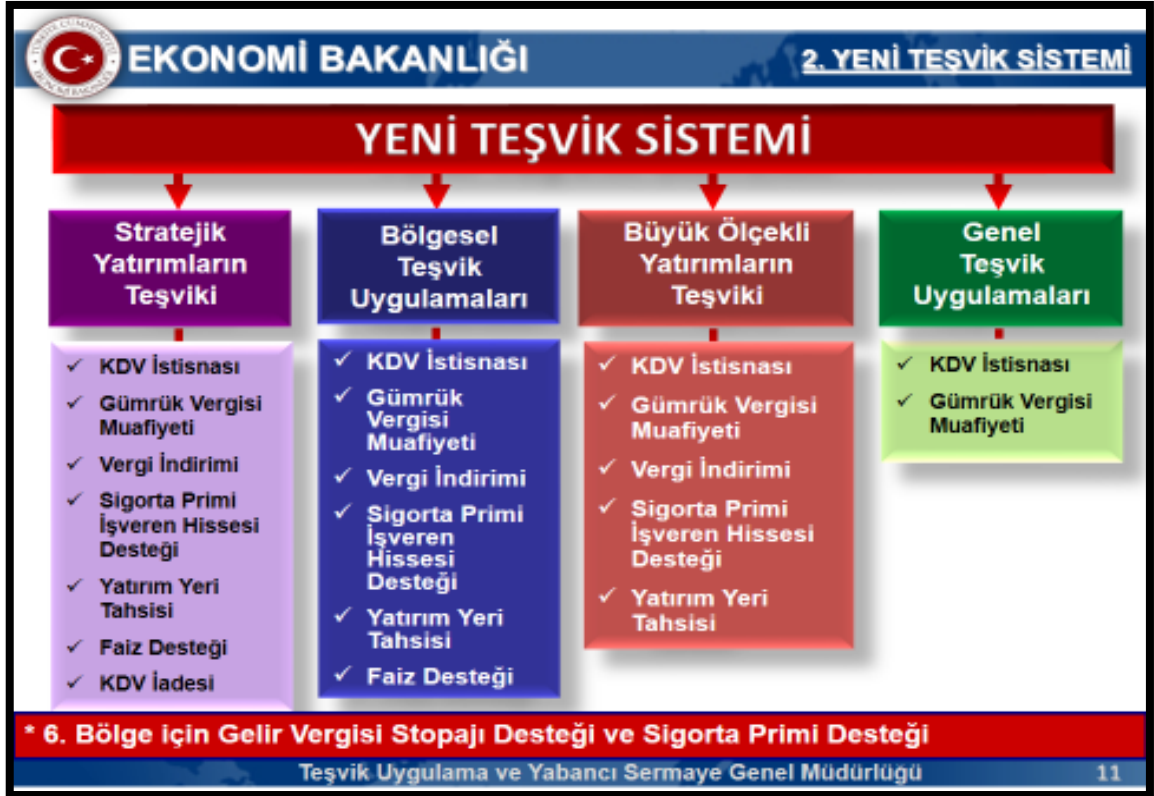 EKONOMİ BAKANLIĞI
2. YENİ TEŞVİK SİSTEMİ
YENİ TEŞVİK SİSTEMİ
Stratejik
Yatırımların
Teşviki
✓ KDV İstisnası
✓ Gümrük Vergisi
Muafiyeti
✓ Vergi İndirimi
✓ Sigorta Primi
İşveren Hissesi
Desteği
✓ Yatırım Yeri
Tahsisi
✓ Faiz Desteği
✓ KDV İadesi
Bölgesel
Teşvik
Uygulamaları
✓ KDV İstisnası
✓ Gümrük
Vergisi
Muafiyeti
✓ Vergi İndirimi
✓ Sigorta Primi
İşveren
Hissesi
Desteği
✓ Yatırım Yeri
Tahsisi
✓ Faiz Desteği
Büyük Ölçekli
Yatırımların
Teşviki
✓ KDV İstisnası
✓ Gümrük Vergisi
Muafiyeti
✓ Vergi İndirimi
✓ Sigorta Primi
İşveren Hissesi
Desteği
✓ Yatırım Yeri
Tahsisi
Genel
Teşvik
Uygulamaları
✓ KDV İstisnası
✓ Gümrük Vergisi
Muafiyeti
* 6. Bölge için Gelir Vergisi Stopajı Desteği ve Sigorta Primi Desteği
Teşvik Uygulama ve Yabancı Sermaye Genel Müdürlüğü
11